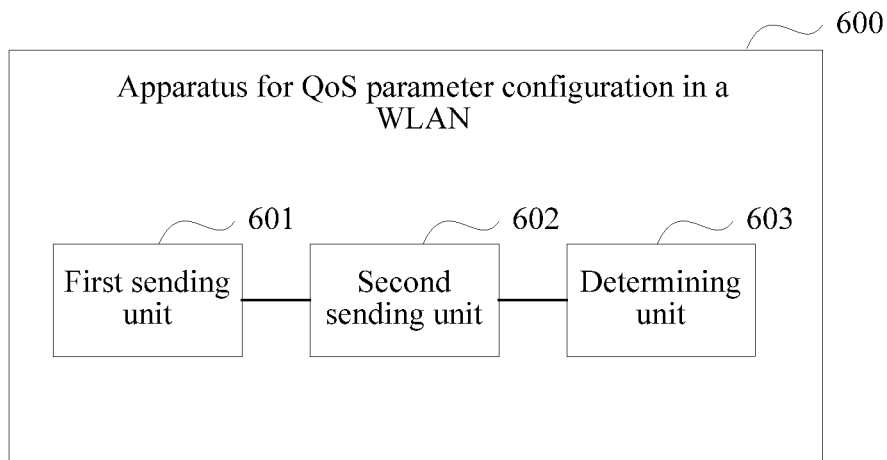 600
Apparatus for QoS parameter configuration in a
WLAN
601
602
603
First sending
unit
Second
sending unit
Determining
unit